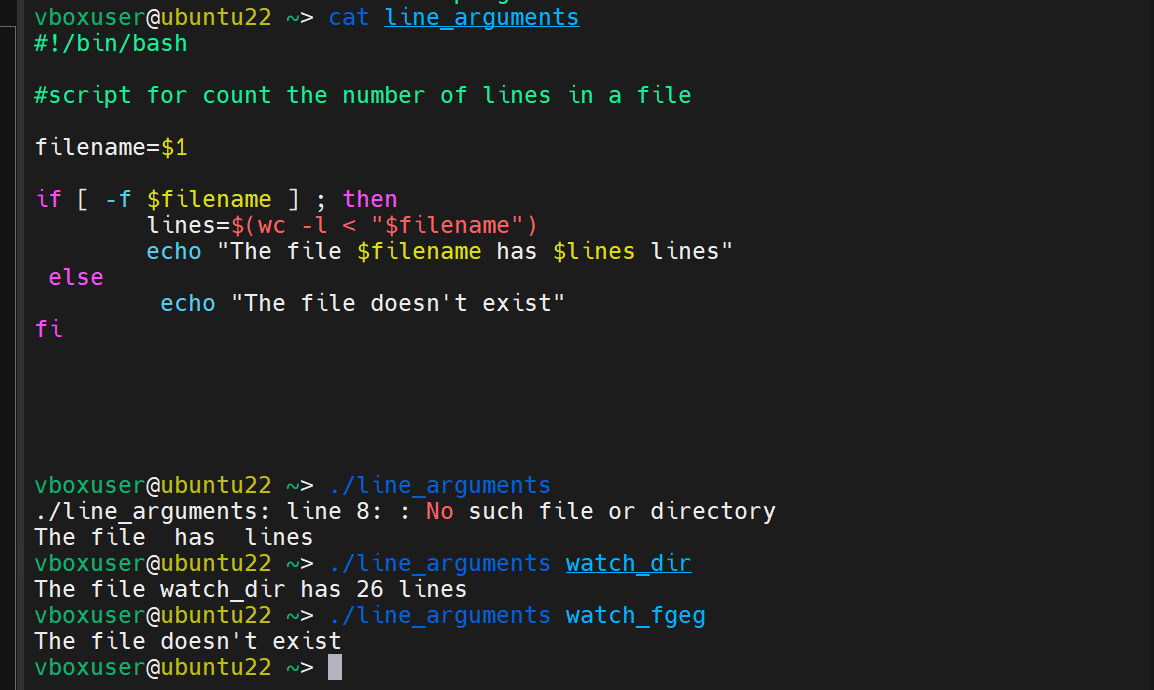 vboxuser@ubuntu22 ~> cat line_arguments
#!/bin/bash
#script for count the number of lines in a file
filename=$1
if [ -f $filename ] ; then
lines=$(wc -l < "$filename")
echo "The file $filename has $lines lines"
else
echo "The file doesn't exist"
fi
vboxuser@ubuntu22 ~> ./line_arguments
./line_arguments: line 8: : No such file or directory
The file  has  lines
vboxuser@ubuntu22 ~> ./line_arguments watch_dir
The file watch_dir has 26 lines
vboxuser@ubuntu22 ~> ./line_arguments watch_fgeg
The file doesn't exist
vboxuser@ubuntu22 ~>